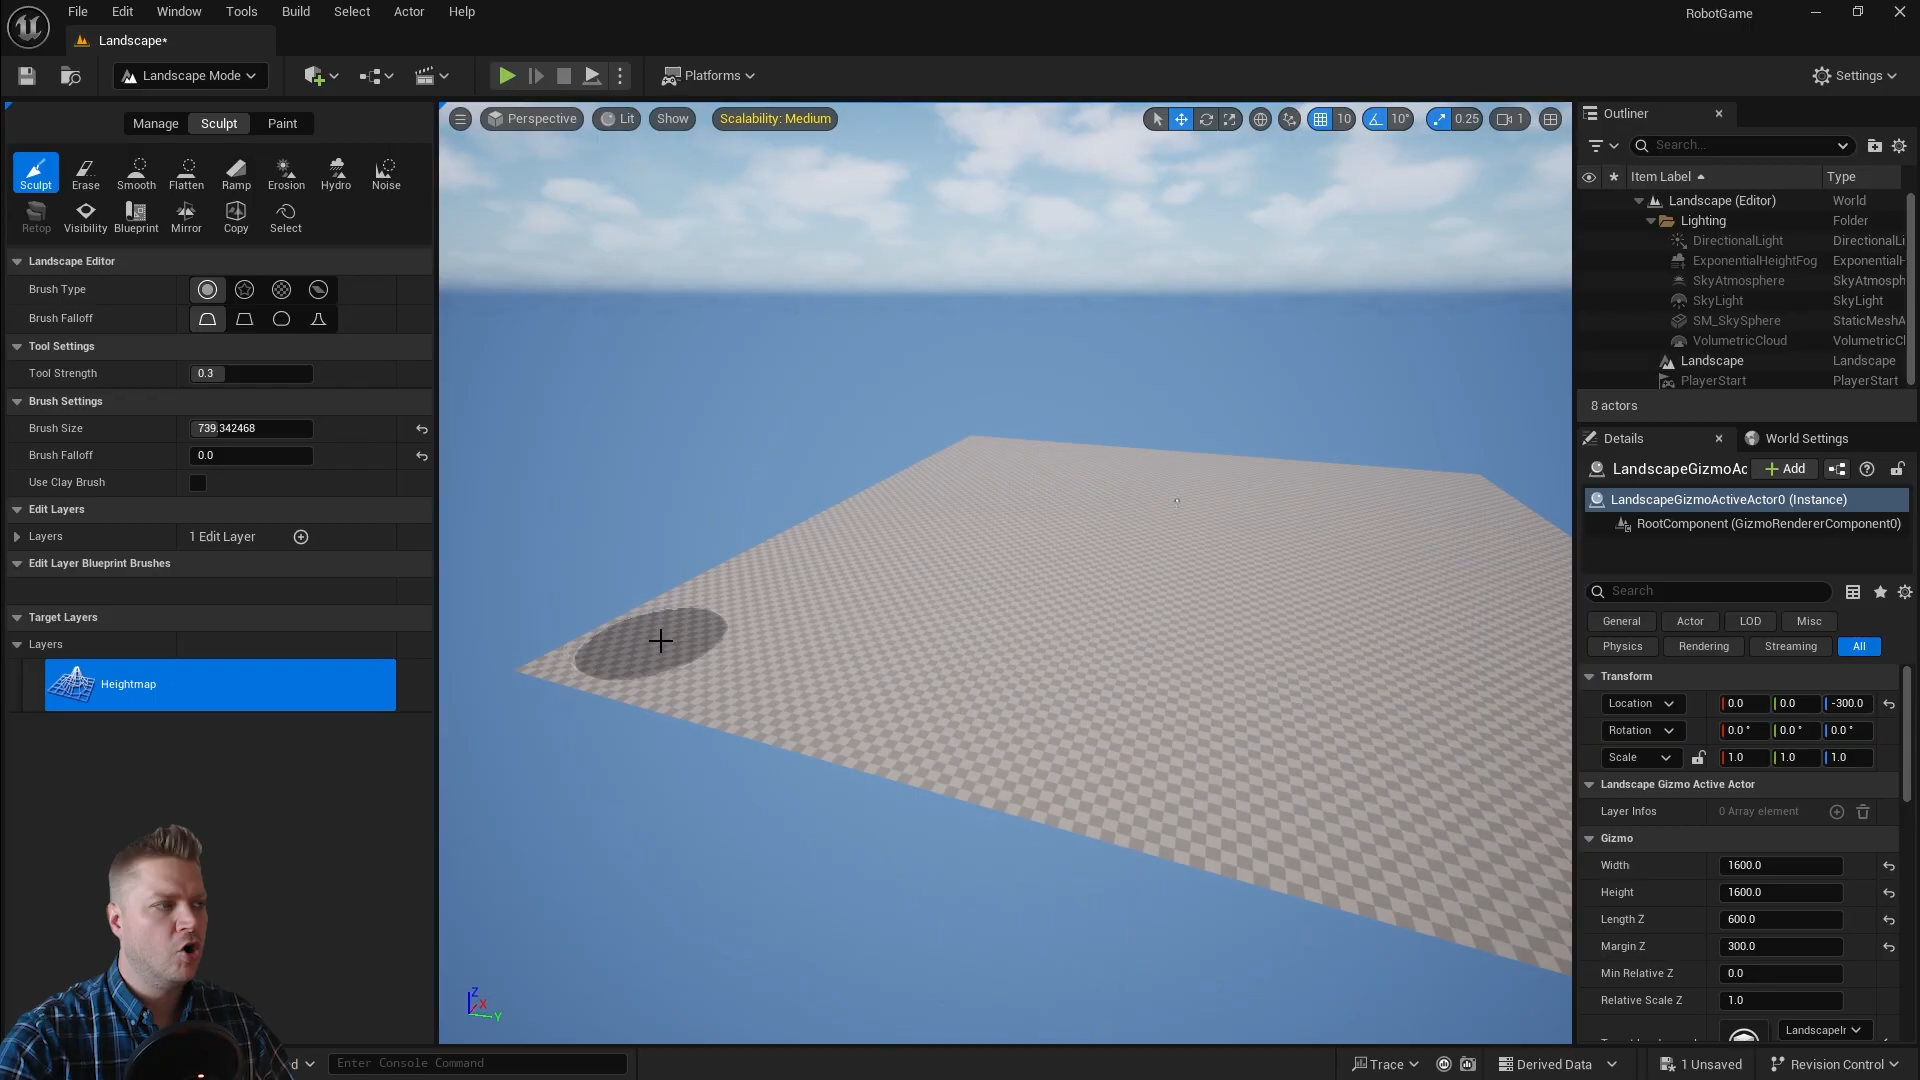 File Edit Window Tools Build Select Actor Help
RobotGame
Landscape*
Landscape Mode
Platforms
Settings
Manage Sculpt Paint
Sculpt Erase Smooth Flatten Ramp Erosion Hydro Noise
Retop Visibility Blueprint Mirror Copy Select
Landscape Editor
Brush Type
Brush Falloff
Tool Settings
Tool Strength 0.3
Brush Settings
Brush Size 739.342468
Brush Falloff 0.0
Use Clay Brush
Edit Layers
Layers 1 Edit Layer
Edit Layer Blueprint Brushes
Target Layers
Layers
Heightmap
Perspective Lit Show Scalability: Medium
10 10° 0.25 1
Z
X
Y
Outliner
Search...
Item Label Type
Landscape (Editor) World
Lighting Folder
DirectionalLight DirectionalLi
ExponentialHeightFog ExponentialH
SkyAtmosphere SkyAtmosph
SkyLight SkyLight
SM_SkySphere StaticMeshA
VolumetricCloud VolumetricCl
Landscape Landscape
PlayerStart PlayerStart
8 actors
Details World Settings
LandscapeGizmoAc Add
LandscapeGizmoActiveActor0 (Instance)
RootComponent (GizmoRendererComponent0)
Search
General Actor LOD Misc
Physics Rendering Streaming All
Transform
Location 0.0 0.0 -300.0
Rotation 0.0 ° 0.0 ° 0.0 °
Scale 1.0 1.0 1.0
Landscape Gizmo Active Actor
Layer Infos 0 Array element
Gizmo
Width 1600.0
Height 1600.0
Length Z 600.0
Margin Z 300.0
Min Relative Z 0.0
Relative Scale Z 1.0
LandscapeIr
d Enter Console Command
Trace Derived Data 1 Unsaved Revision Control